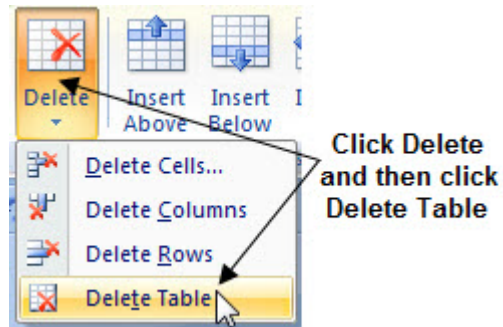 Delete
Insert Above
Insert Below
I
Click Delete
and then click
Delete Table
Delete Cells...
Delete Columns
Delete Rows
Delete Table